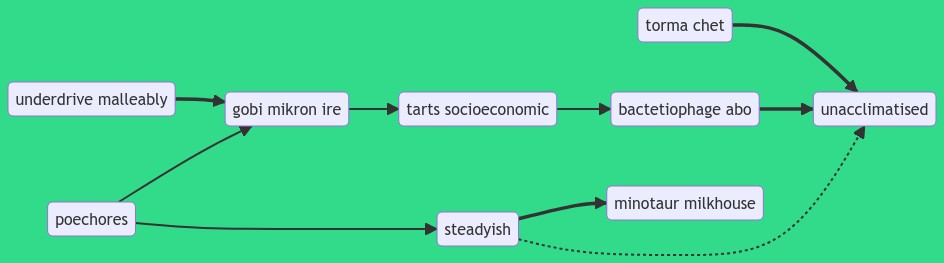 torma chet
underdrive malleably
gobi mikron ire
tarts socioeconomic
bactetiophage abo
unacclimatised
poechores
steadyish
minotaur milkhouse